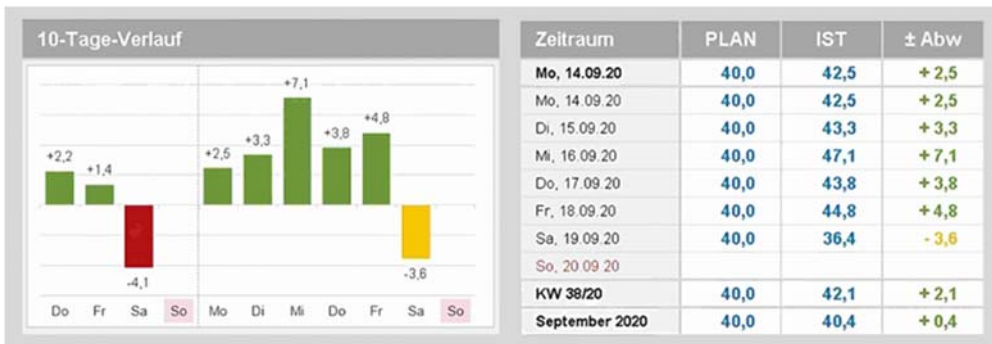 10-Tage-Verlauf
+2,2
+1,4
-4,1
+2,5
+3,3
+7,1
+3,8
+4,8
-3,6
Do Fr Sa So Mo Di Mi Do Fr Sa So
Zeitraum PLAN IST ± Abw
Mo, 14.09.20 40,0 42,5 + 2,5
Mo, 14.09.20 40,0 42,5 + 2,5
Di, 15.09.20 40,0 43,3 + 3,3
Mi, 16.09.20 40,0 47,1 + 7,1
Do, 17.09.20 40,0 43,8 + 3,8
Fr, 18.09.20 40,0 44,8 + 4,8
Sa, 19.09.20 40,0 36,4 - 3,6
So, 20.09.20
KW 38/20 40,0 42,1 + 2,1
September 2020 40,0 40,4 + 0,4